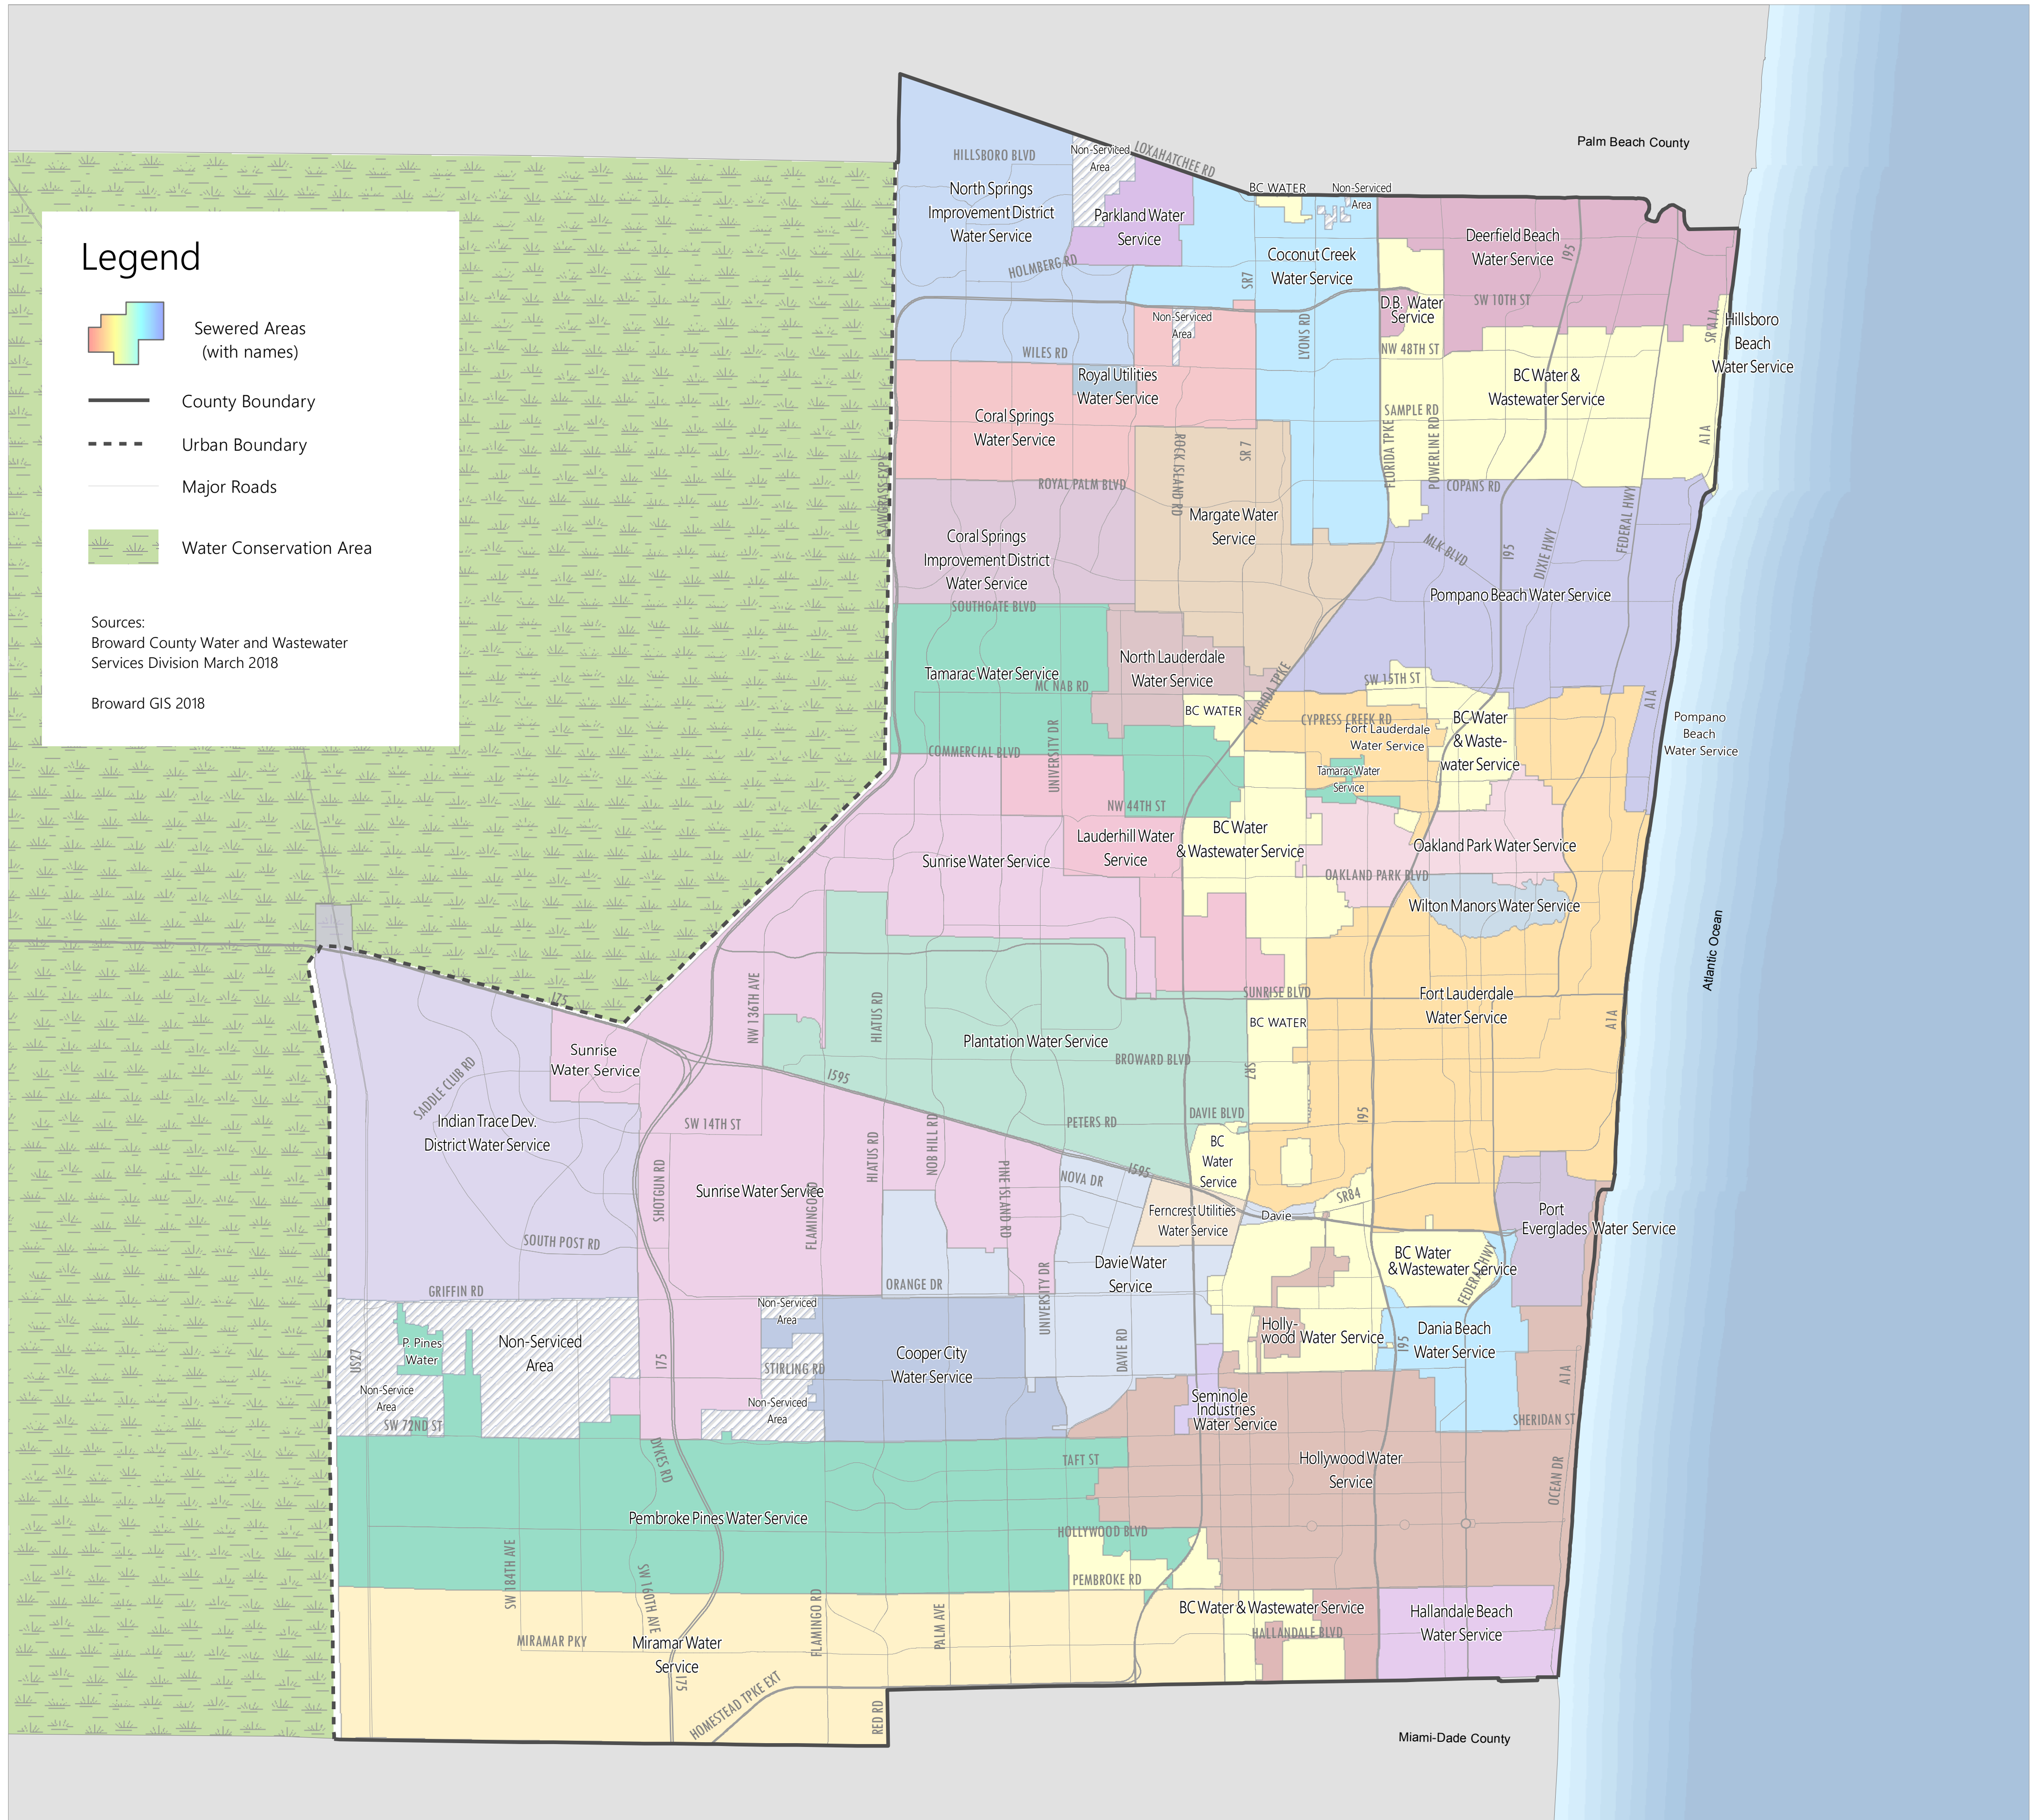 Palm Beach County
LOXAHATCHEE RD
HILLSBORO BLVD
Non-Serviced
Area
BC WATER
Non-Serviced
Area
North Springs
Improvement District
Water Service
Parkland Water
Service
Coconut Creek
Water Service
Deerfield Beach
Water Service
I95
HOLMBERG RD
SR7
D.B. Water
Service
SW 10TH ST
SR A1A
Hillsboro
Beach
Water Service
Non-Serviced
Area
LYONS RD
WILES RD
NW 48TH ST
Royal Utilities
Water Service
BC Water &
Wastewater Service
Coral Springs
Water Service
SAMPLE RD
FLORIDA TPKE
POWERLINE RD
A1A
ROCK ISLAND RD
SR 7
SAWGRASS EXPY
ROYAL PALM BLVD
COPANS RD
FEDERAL HWY
Margate Water
Service
MLK BLVD
I95
DIXIE HWY
Coral Springs
Improvement District
Water Service
Pompano Beach Water Service
SOUTHGATE BLVD
Tamarac Water Service
North Lauderdale
Water Service
MC NAB RD
SW 15TH ST
FLORIDA TPKE
A1A
BC WATER
CYPRESS CREEK RD
Fort Lauderdale
Water Service
BC Water
& Waste-
water Service
Pompano
Beach
Water Service
COMMERCIAL BLVD
UNIVERSITY DR
Tamarac Water
Service
NW 44TH ST
Lauderhill Water
Service
BC Water
& Wastewater Service
Oakland Park Water Service
Sunrise Water Service
OAKLAND PARK BLVD
Wilton Manors Water Service
Atlantic Ocean
Legend
Sewered Areas
(with names)
County Boundary
Urban Boundary
Major Roads
Water Conservation Area
Sources:
Broward County Water and Wastewater
Services Division March 2018
Broward GIS 2018
I75
NW 136TH AVE
HIATUS RD
SUNRISE BLVD
Fort Lauderdale
Water Service
BC WATER
A1A
Sunrise
Water Service
Plantation Water Service
BROWARD BLVD
SR7
SADDLE CLUB RD
I595
Indian Trace Dev.
District Water Service
SW 14TH ST
PETERS RD
DAVIE BLVD
I95
BC
Water
Service
SHOTGUN RD
HIATUS RD
NOB HILL RD
PINE ISLAND RD
NOVA DR
I595
Sunrise Water Service
FLAMINGO RD
SR84
Ferncrest Utilities
Water Service
Davie
Port
Everglades Water Service
SOUTH POST RD
Davie Water
Service
BC Water
& Wastewater Service
FEDERAL HWY
GRIFFIN RD
ORANGE DR
UNIVERSITY DR
Non-Serviced
Area
P. Pines
Water
Non-Serviced
Area
Holly-
wood Water Service
Dania Beach
Water Service
US27
I75
STIRLING RD
Cooper City
Water Service
DAVIE RD
I95
A1A
Non-Service
Area
Non-Serviced
Area
Seminole
Industries
Water Service
SW 72ND ST
SHERIDAN ST
DYKES RD
TAFT ST
Hollywood Water
Service
OCEAN DR
Pembroke Pines Water Service
HOLLYWOOD BLVD
SW 184TH AVE
SW 160TH AVE
PEMBROKE RD
FLAMINGO RD
PALM AVE
BC Water & Wastewater Service
Hallandale Beach
Water Service
HALLANDALE BLVD
MIRAMAR PKY
Miramar Water
Service
I75
HOMESTEAD TPKE EXT
RED RD
Miami-Dade County